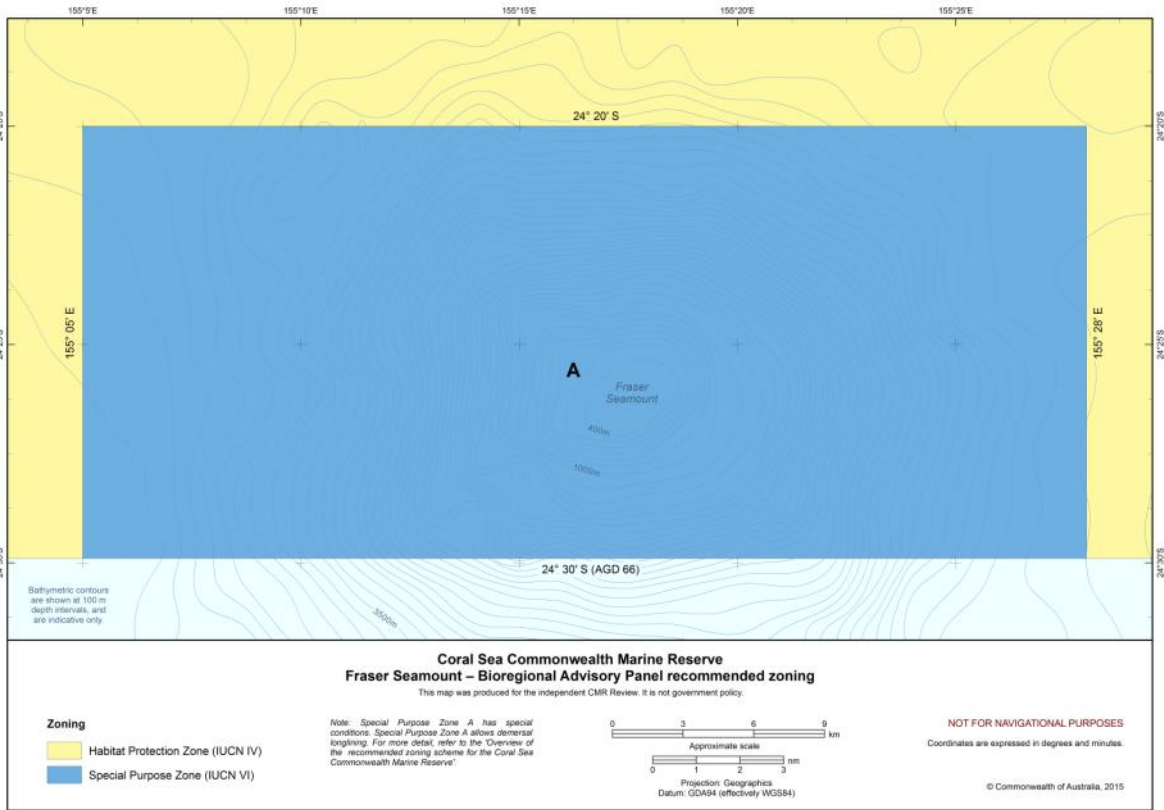 155°5'E
155°10'E
155°15'E
155°20'E
155°25'E
24° 20' S
24°20'S
155° 05' E
A
Fraser
Seamount
400m
1000m
24°25'S
155° 28' E
24° 30' S (AGD 66)
24°30'S
3500m
Bathymetric contours
are shown at 100 m
depth intervals, and
are indicative only.
Coral Sea Commonwealth Marine Reserve
Fraser Seamount – Bioregional Advisory Panel recommended zoning
This map was produced for the independent CMR Review. It is not government policy.
Zoning
Habitat Protection Zone (IUCN IV)
Special Purpose Zone (IUCN VI)
Note: Special Purpose Zone A has special
conditions. Special Purpose Zone A allows demersal
longlining. For more detail, refer to the "Overview of
the recommended zoning scheme for the Coral Sea
Commonwealth Marine Reserve".
0 3 6 9
km
Approximate scale
0 1 2 3
nm
Projection: Geographics
Datum: GDA94 (effectively WGS84)
NOT FOR NAVIGATIONAL PURPOSES
Coordinates are expressed in degrees and minutes.
© Commonwealth of Australia, 2015